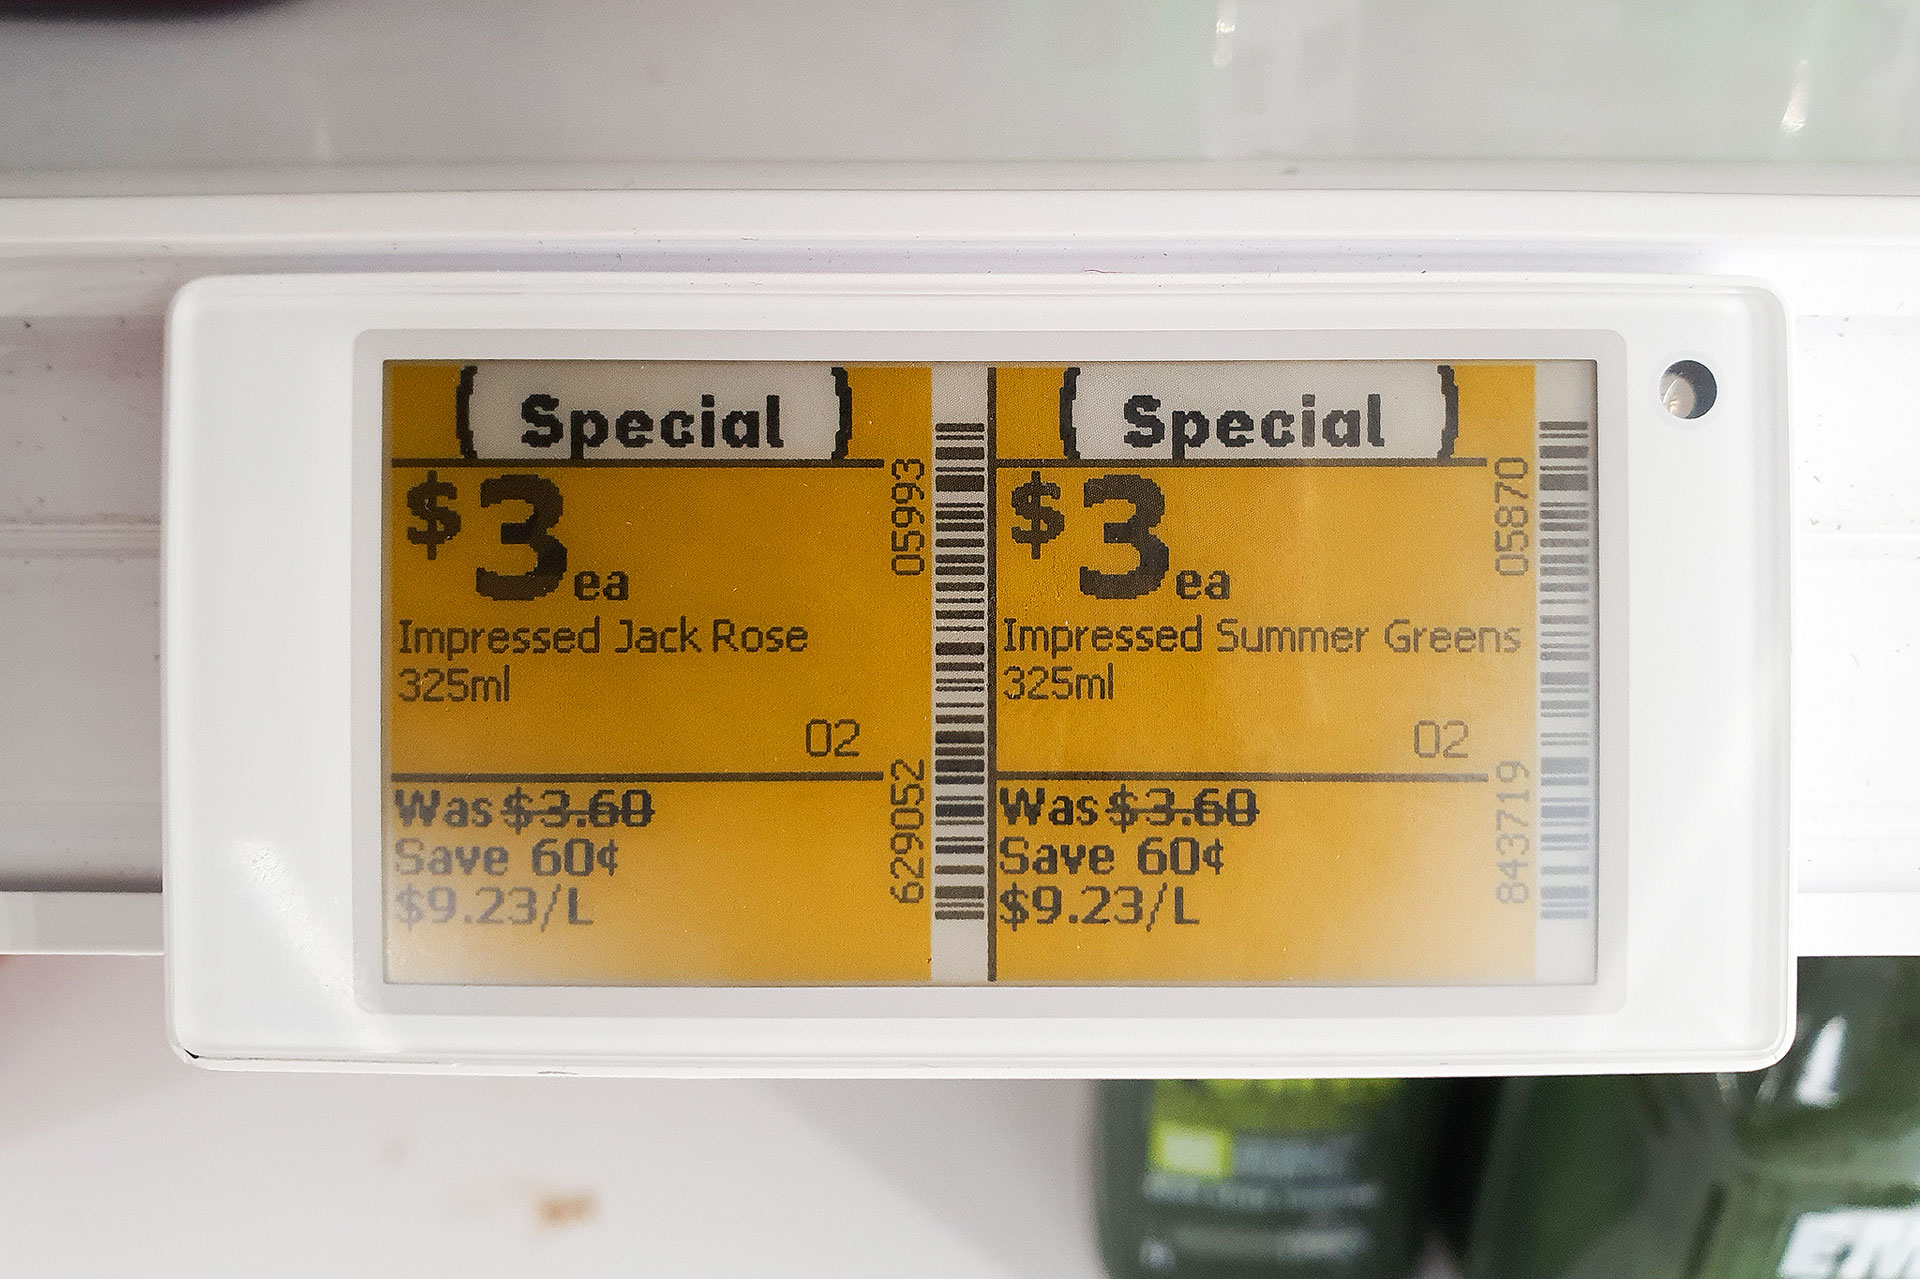 Special
$3ea
Impressed Jack Rose
325ml
02
Was $3.60
Save 60¢
$9.23/L
05993
629052
Special
$3ea
Impressed Summer Greens
325ml
02
Was $3.60
Save 60¢
$9.23/L
05870
843719